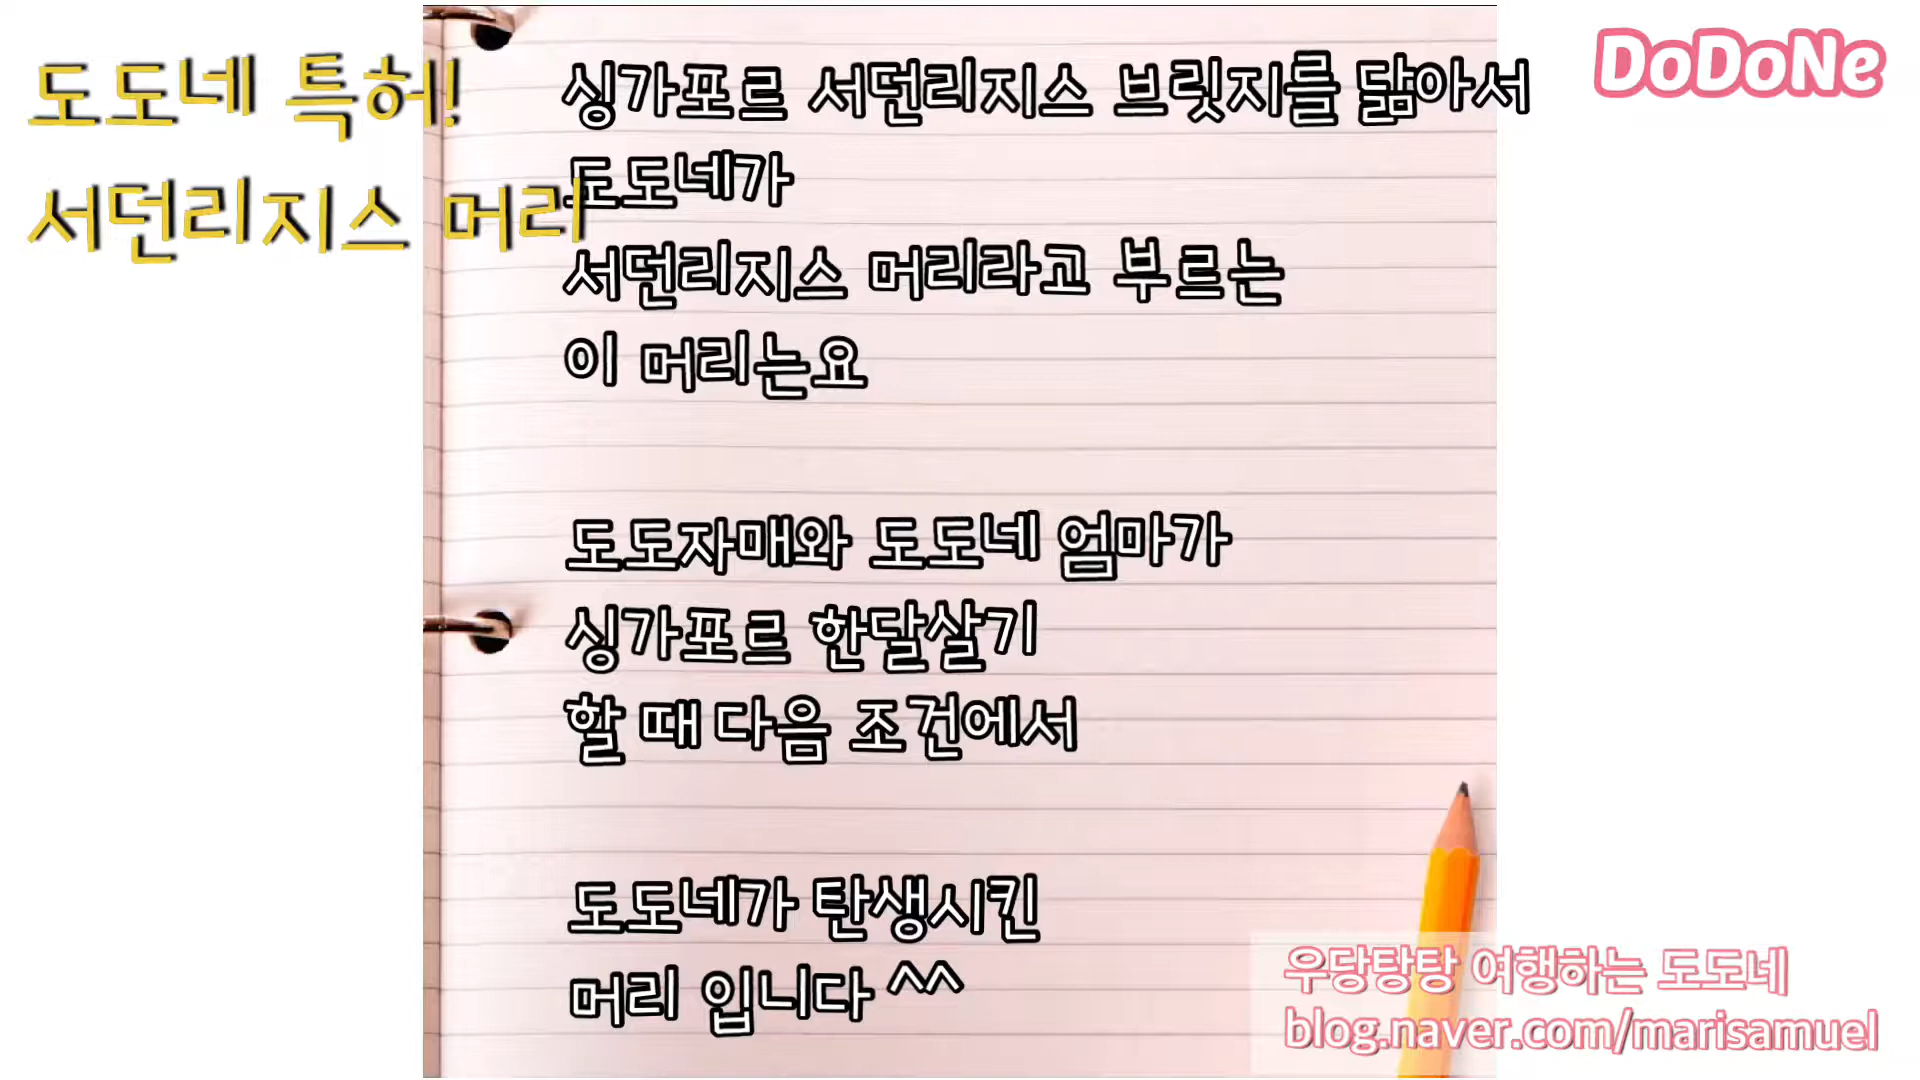 도도네 특허!
서던리지스 머리
DoDoNe
싱가포르 서던리지스 브릿지를 닮아서
도도네가
서던리지스 머리라고 부르는
이 머리는요
도도자매와 도도네 엄마가
싱가포르 한달살기
할 때 다음 조건에서
도도네가 탄생시킨
머리 입니다 ^^
우당탕탕 여행하는 도도네
blog.naver.com/marisamuel